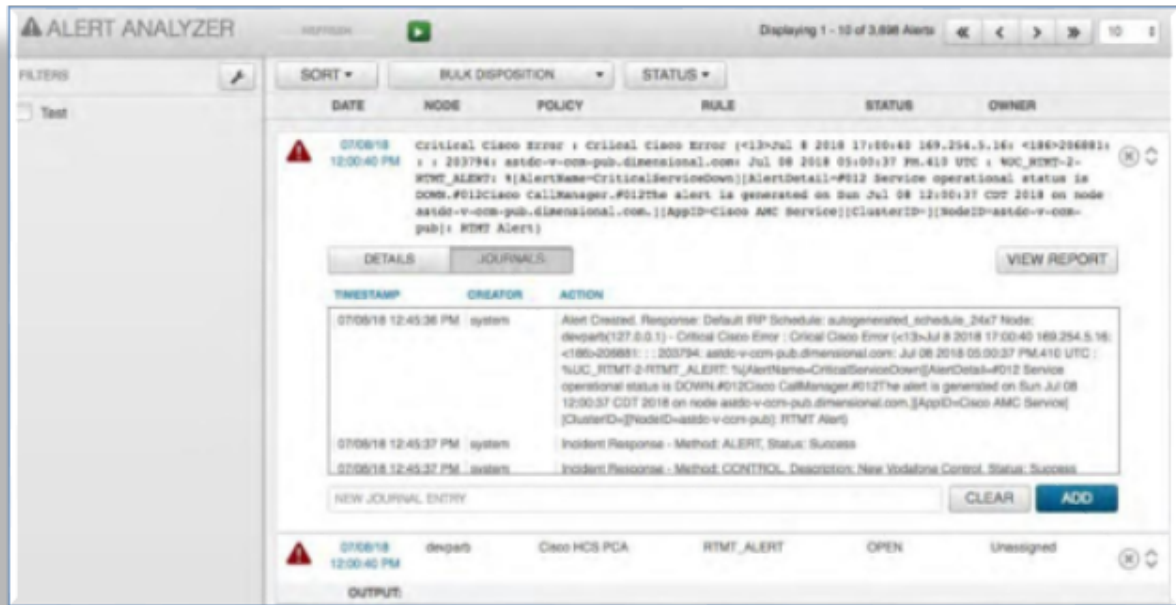 ALERT ANALYZER
REFRESH
Displaying 1 - 10 of 3,898 Alerts
«
<
>
»
10
FILTERS
SORT
BULK DISPOSITION
STATUS
Test
DATE NODE POLICY RULE STATUS OWNER
07/08/18
12:00:40 PM
Critical Cisco Error : Critical Cisco Error (<13>Jul 8 2018 17:00:40 169.254.5.16: <186>206881:
: : 203794: astdc-v-ccm-pub.dimensional.com: Jul 08 2018 05:00:37 PM.410 UTC : %UC_RTMT-2-
RTMT_ALERT: %[AlertName=CriticalServiceDown][AlertDetail=#012 Service operational status is
DOWN.#012Cisco CallManager.#012The alert is generated on Sun Jul 08 12:00:37 CDT 2018 on node
astdc-v-ccm-pub.dimensional.com.][AppID=Cisco AMC Service][ClusterID=][NodeID=astdc-v-ccm-
pub]: RTMT Alert)
DETAILS
JOURNALS
VIEW REPORT
TIMESTAMP CREATOR ACTION
07/08/18 12:45:36 PM system Alert Created. Response: Default IRP Schedule: autogenerated_schedule_24x7 Node:
devparb(127.0.0.1) - Critical Cisco Error : Critical Cisco Error (<13>Jul 8 2018 17:00:40 169.254.5.16:
<186>206881: : : 203794: astdc-v-ccm-pub.dimensional.com: Jul 08 2018 05:00:37 PM.410 UTC :
%UC_RTMT-2-RTMT_ALERT: %[AlertName=CriticalServiceDown][AlertDetail=#012 Service
operational status is DOWN.#012Cisco CallManager.#012The alert is generated on Sun Jul 08
12:00:37 CDT 2018 on node astdc-v-ccm-pub.dimensional.com.][AppID=Cisco AMC Service]
[ClusterID=][NodeID=astdc-v-ccm-pub]: RTMT Alert)
07/08/18 12:45:37 PM system Incident Response - Method: ALERT, Status: Success
07/08/18 12:45:37 PM system Incident Response - Method: CONTROL, Description: New Vodafone Control, Status: Success
NEW JOURNAL ENTRY
CLEAR
ADD
07/08/18
12:00:40 PM
devparb Cisco HCS PCA RTMT_ALERT OPEN Unassigned
OUTPUT: